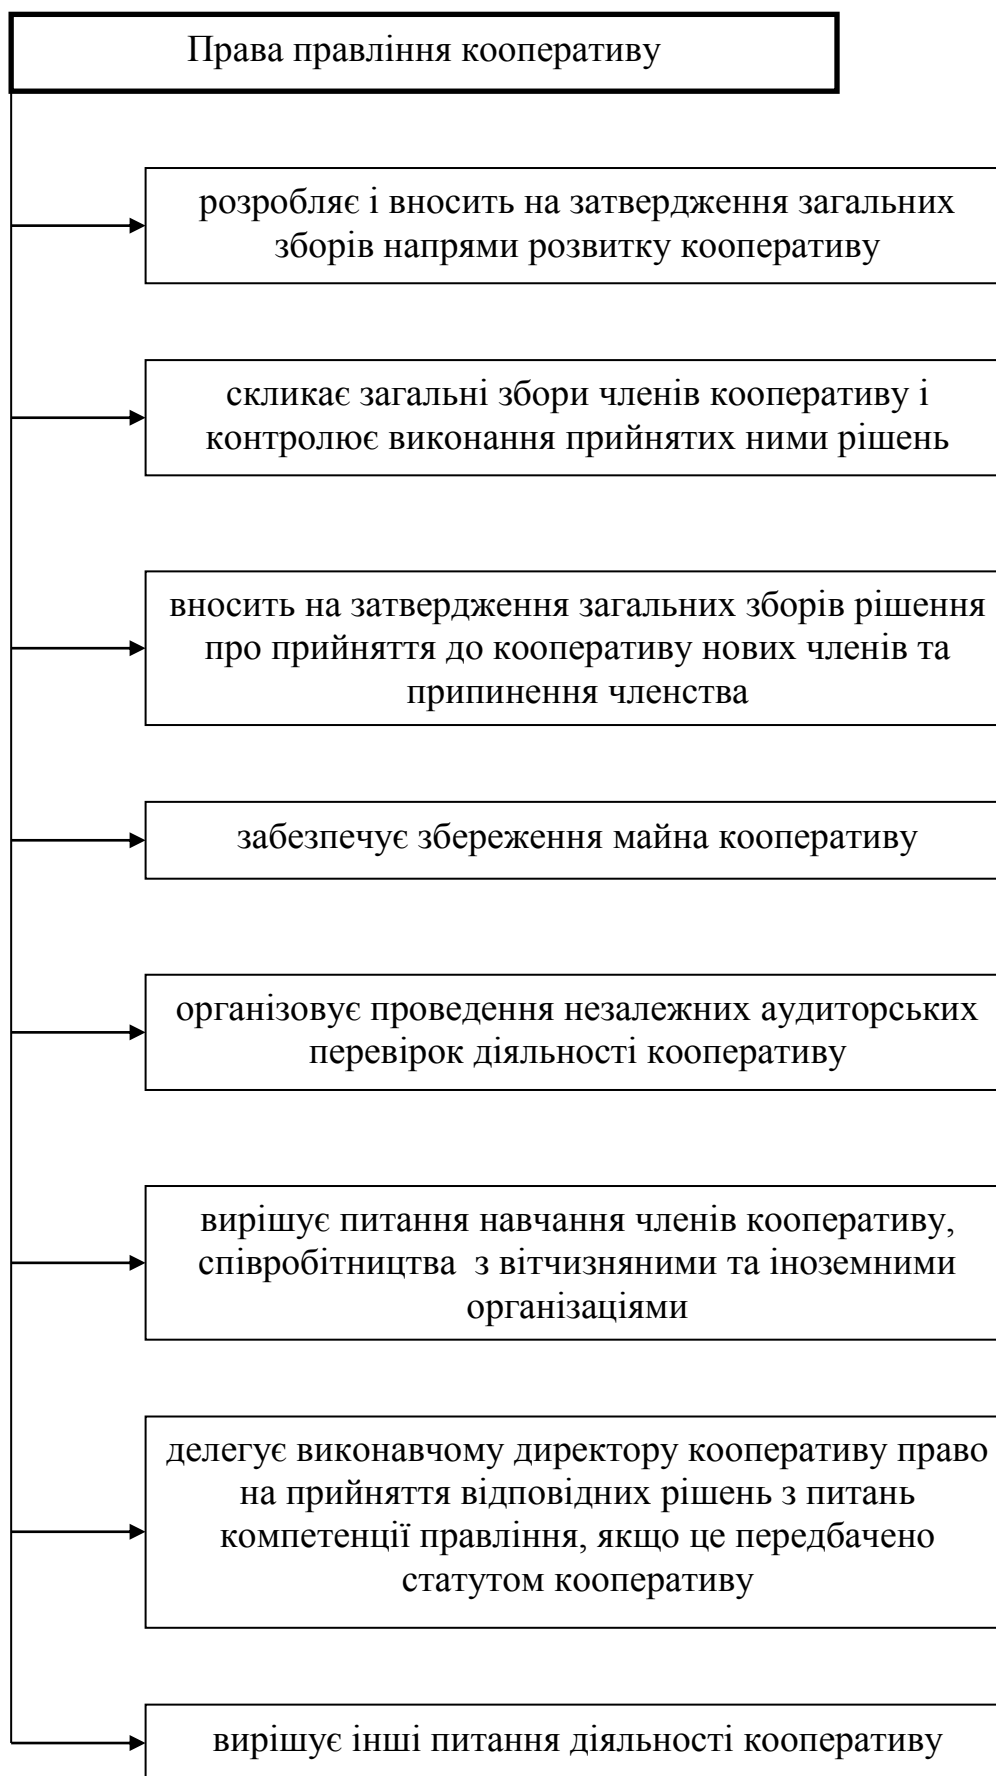 Права правління кооперативу
розробляє і вносить на затвердження загальних
зборів напрями розвитку кооперативу
скликає загальні збори членів кооперативу і
контролює виконання прийнятих ними рішень
вносить на затвердження загальних зборів рішення
про прийняття до кооперативу нових членів та
припинення членства
забезпечує збереження майна кооперативу
організовує проведення незалежних аудиторських
перевірок діяльності кооперативу
вирішує питання навчання членів кооперативу,
співробітництва з вітчизняними та іноземними
організаціями
делегує виконавчому директору кооперативу право
на прийняття відповідних рішень з питань
компетенції правління, якщо це передбачено
статутом кооперативу
вирішує інші питання діяльності кооперативу